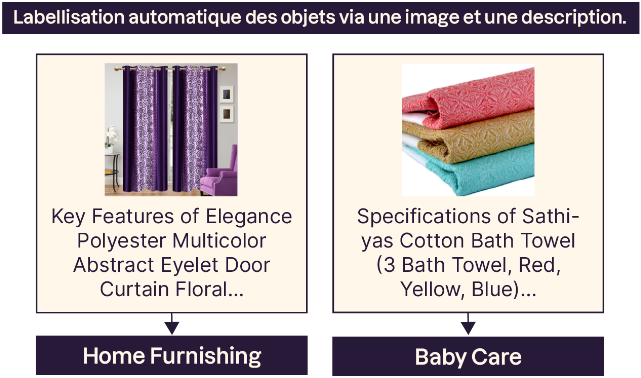 Labellisation automatique des objets via une image et une description.
Key Features of Elegance
Polyester Multicolor
Abstract Eyelet Door
Curtain Floral...
Home Furnishing
Specifications of Sathi-
yas Cotton Bath Towel
(3 Bath Towel, Red,
Yellow, Blue)...
Baby Care